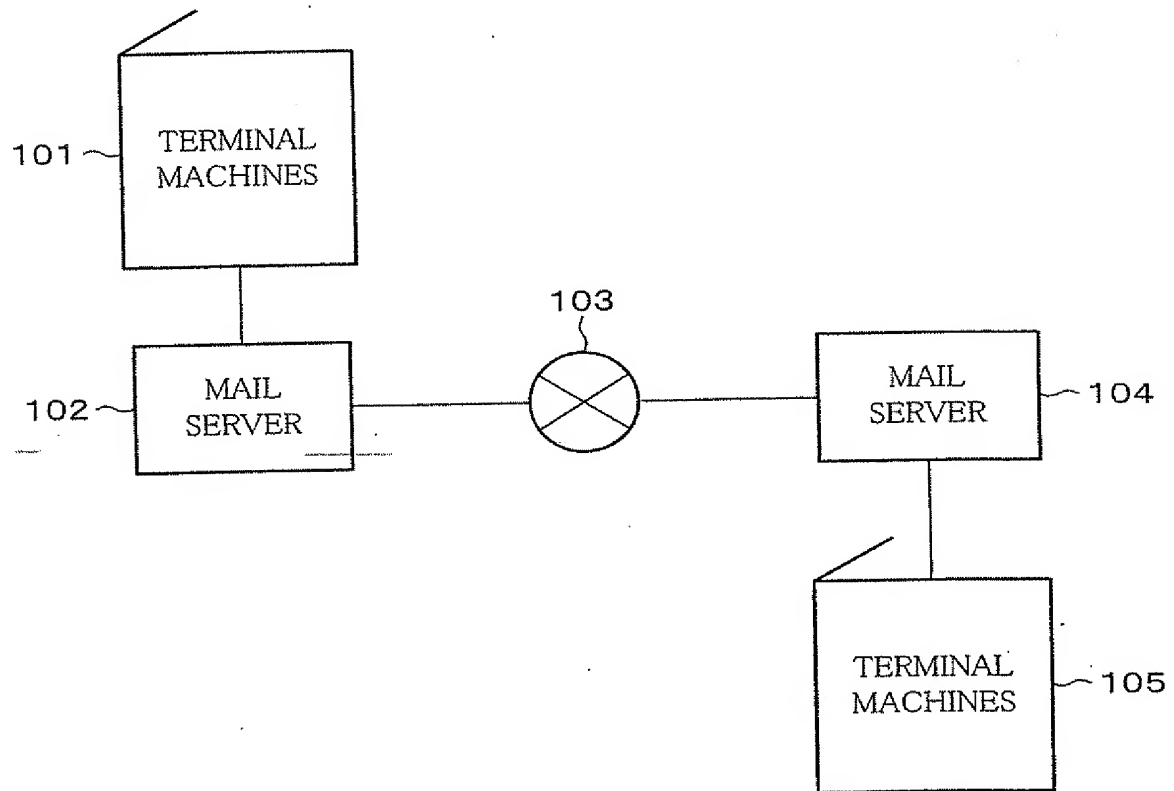 101
TERMINAL
MACHINES
103
102
MAIL
SERVER
MAIL
SERVER
104
TERMINAL
MACHINES
105